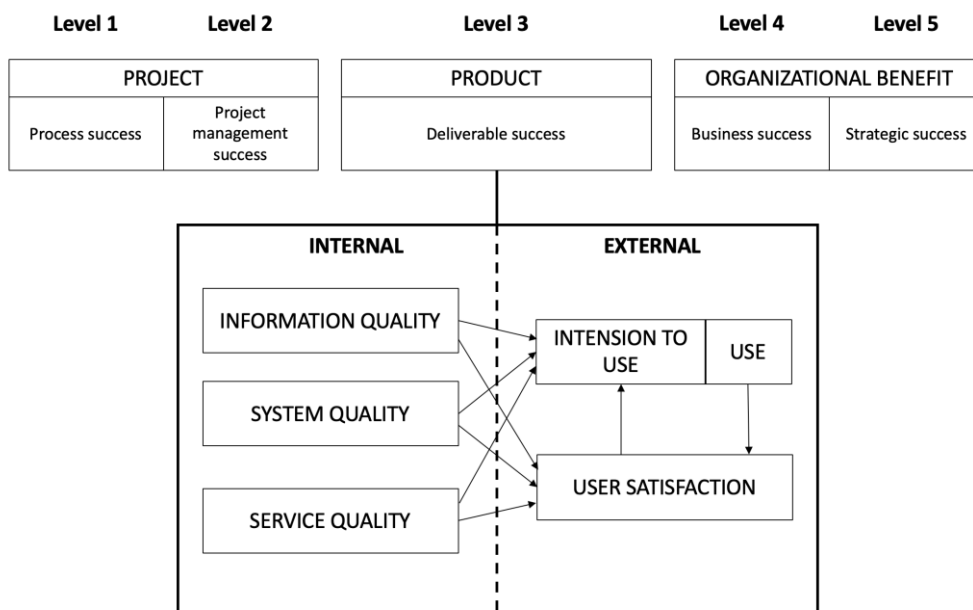 Level 1 Level 2 Level 3 Level 4 Level 5
PROJECT PRODUCT ORGANIZATIONAL BENEFIT
Process success
Project
management
success
Deliverable success
Business success
Strategic success
INTERNAL EXTERNAL
INFORMATION QUALITY
SYSTEM QUALITY
SERVICE QUALITY
INTENSION TO
USE
USE
USER SATISFACTION